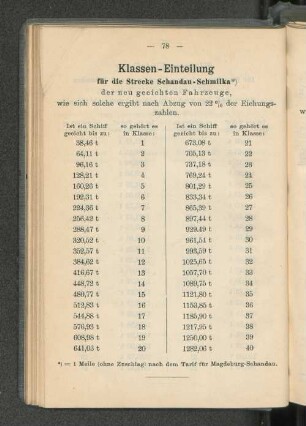 — 78 —
Klassen-Einteilung
für die Strecke Schandau-Schmilka*)
der neu geeichten Fahrzeuge,
wie sich solche ergibt nach Abzug von 22 % der Eichungs-
zahlen.
Ist ein Schiff so gehört es Ist ein Schiff so gehört es
geeicht bis zu: in Klasse: geeicht bis zu: in Klasse:
38,46 t 1 673,08 t 21
64,11 t 2 705,13 t 22
96,16 t 3 737,18 t 23
128,21 t 4 769,24 t 24
160,26 t 5 801,29 t 25
192,31 t 6 833,34 t 26
224,36 t 7 865,39 t 27
256,42 t 8 897,44 t 28
288,47 t 9 929,49 t 29
320,52 t 10 961,54 t 30
352,57 t 11 993,60 t 31
384,62 t 12 1025,65 t 32
416,67 t 13 1057,70 t 33
448,72 t 14 1089,75 t 34
480,77 t 15 1121,80 t 35
512,83 t 16 1153,85 t 36
544,88 t 17 1185,90 t 37
576,93 t 18 1217,95 t 38
608,98 t 19 1250,00 t 39
641,03 t 20 1282,06 t 40
*) = 1 Meile (ohne Zuschlag) nach dem Tarif für Magdeburg-Schandau.